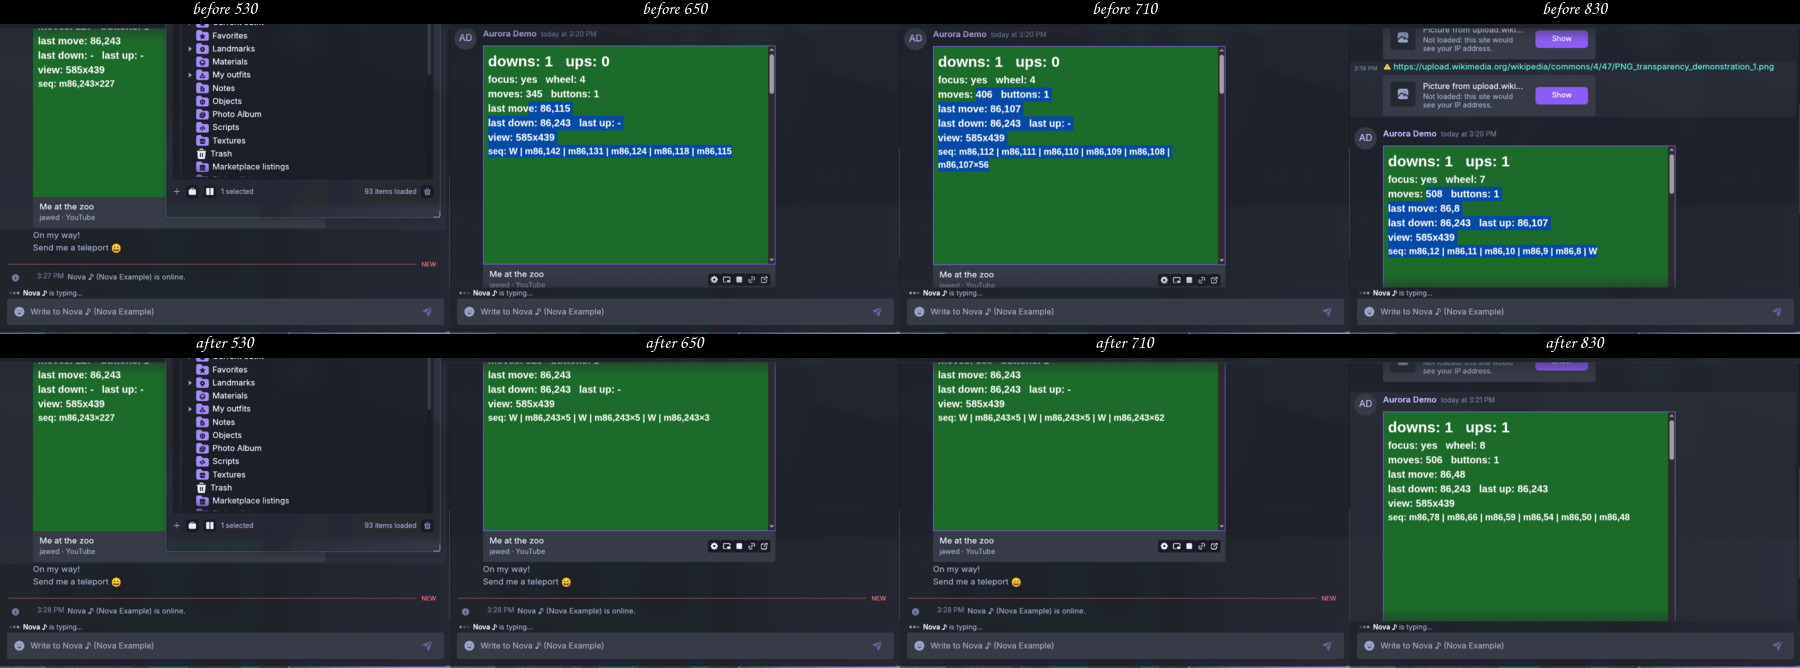 before 530
last move: 86,243
last down: -   last up: -
view: 585x439
seq: m86,243×227
Favorites
Landmarks
Materials
My outfits
Notes
Objects
Photo Album
Scripts
Textures
Trash
Marketplace listings
1 selected
93 items loaded
Me at the zoo
jawed · YouTube
On my way!
Send me a teleport 😄
NEW
3:27 PM Nova ♪ (Nova Example) is online.
Nova ♪ is typing...
Write to Nova ♪ (Nova Example)
before 650
AD
Aurora Demo today at 3:20 PM
downs: 1   ups: 0
focus: yes   wheel: 4
moves: 345   buttons: 1
last move: 86,115
last down: 86,243   last up: -
view: 585x439
seq: W | m86,142 | m86,131 | m86,124 | m86,118 | m86,115
Me at the zoo
jawed · YouTube
Nova ♪ is typing...
Write to Nova ♪ (Nova Example)
before 710
AD
Aurora Demo today at 3:20 PM
downs: 1   ups: 0
focus: yes   wheel: 4
moves: 406   buttons: 1
last move: 86,107
last down: 86,243   last up: -
view: 585x439
seq: m86,112 | m86,111 | m86,110 | m86,109 | m86,108 |
m86,107×56
Me at the zoo
jawed · YouTube
Nova ♪ is typing...
Write to Nova ♪ (Nova Example)
before 830
Picture from upload.wiki...
Not loaded: this site would
see your IP address.
Show
3:19 PM ⚠ https://upload.wikimedia.org/wikipedia/commons/4/47/PNG_transparency_demonstration_1.png
Picture from upload.wiki...
Not loaded: this site would
see your IP address.
Show
AD
Aurora Demo today at 3:20 PM
downs: 1   ups: 1
focus: yes   wheel: 7
moves: 508   buttons: 1
last move: 86,8
last down: 86,243   last up: 86,107
view: 585x439
seq: m86,12 | m86,11 | m86,10 | m86,9 | m86,8 | W
Nova ♪ is typing...
Write to Nova ♪ (Nova Example)
after 530
last move: 86,243
last down: -   last up: -
view: 585x439
seq: m86,243×227
Favorites
Landmarks
Materials
My outfits
Notes
Objects
Photo Album
Scripts
Textures
Trash
Marketplace listings
1 selected
93 items loaded
Me at the zoo
jawed · YouTube
On my way!
Send me a teleport 😄
NEW
3:28 PM Nova ♪ (Nova Example) is online.
Nova ♪ is typing...
Write to Nova ♪ (Nova Example)
after 650
last move: 86,243
last down: 86,243   last up: -
view: 585x439
seq: W | m86,243×5 | W | m86,243×5 | W | m86,243×3
Me at the zoo
jawed · YouTube
On my way!
Send me a teleport 😄
NEW
3:28 PM Nova ♪ (Nova Example) is online.
Nova ♪ is typing...
Write to Nova ♪ (Nova Example)
after 710
last move: 86,243
last down: 86,243   last up: -
view: 585x439
seq: W | m86,243×5 | W | m86,243×5 | W | m86,243×62
Me at the zoo
jawed · YouTube
On my way!
Send me a teleport 😄
NEW
3:28 PM Nova ♪ (Nova Example) is online.
Nova ♪ is typing...
Write to Nova ♪ (Nova Example)
after 830
see your IP address.
AD
Aurora Demo today at 3:21 PM
downs: 1   ups: 1
focus: yes   wheel: 8
moves: 506   buttons: 1
last move: 86,48
last down: 86,243   last up: 86,243
view: 585x439
seq: m86,78 | m86,66 | m86,59 | m86,54 | m86,50 | m86,48
Nova ♪ is typing...
Write to Nova ♪ (Nova Example)